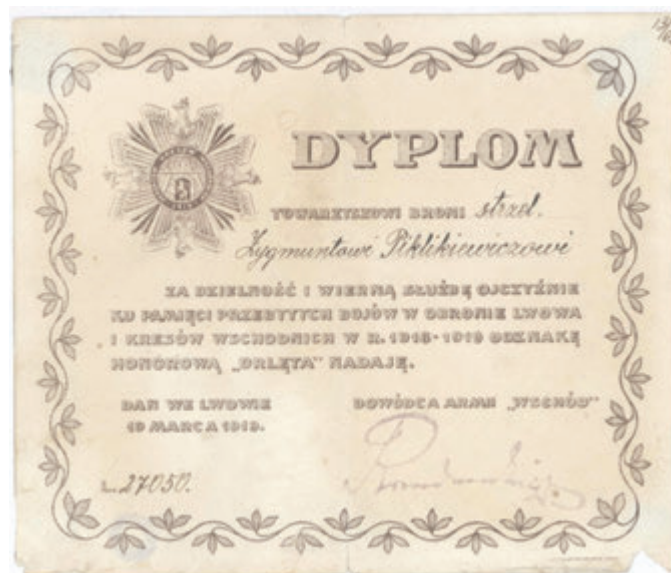 DYPLOM
TOWARZYSZOWI BRONI strzel.
Zygmuntowi Piklikiewiczowi
ZA DZIELNOŚĆ I WIERNĄ SŁUŻBĘ OJCZYŹNIE
KU PAMIĘCI PRZEBYTYCH BOJÓW W OBRONIE LWOWA
I KRESÓW WSCHODNICH W R. 1918-1919 ODZNAKĘ
HONOROWĄ „ORLĘTA” NADAJĘ.
DAN WE LWOWIE
19 MARCA 1919.
DOWÓDCA ARMII „WSCHÓD”
L. 27050.